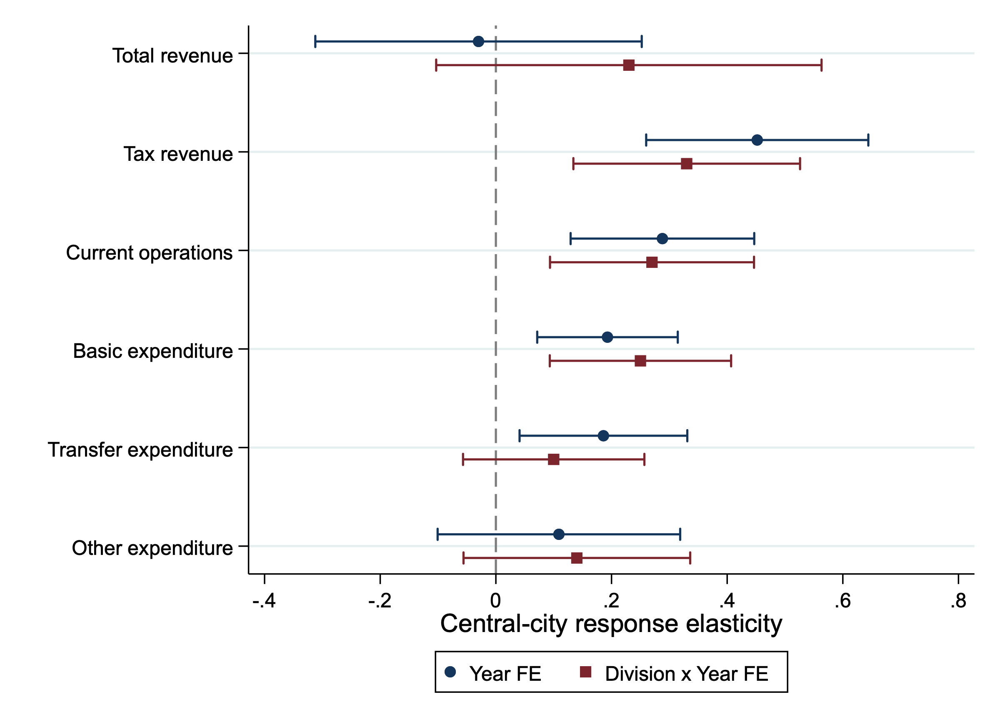 Total revenue
Tax revenue
Current operations
Basic expenditure
Transfer expenditure
Other expenditure
-.4 -.2 0 .2 .4 .6 .8
Central-city response elasticity
Year FE Division x Year FE